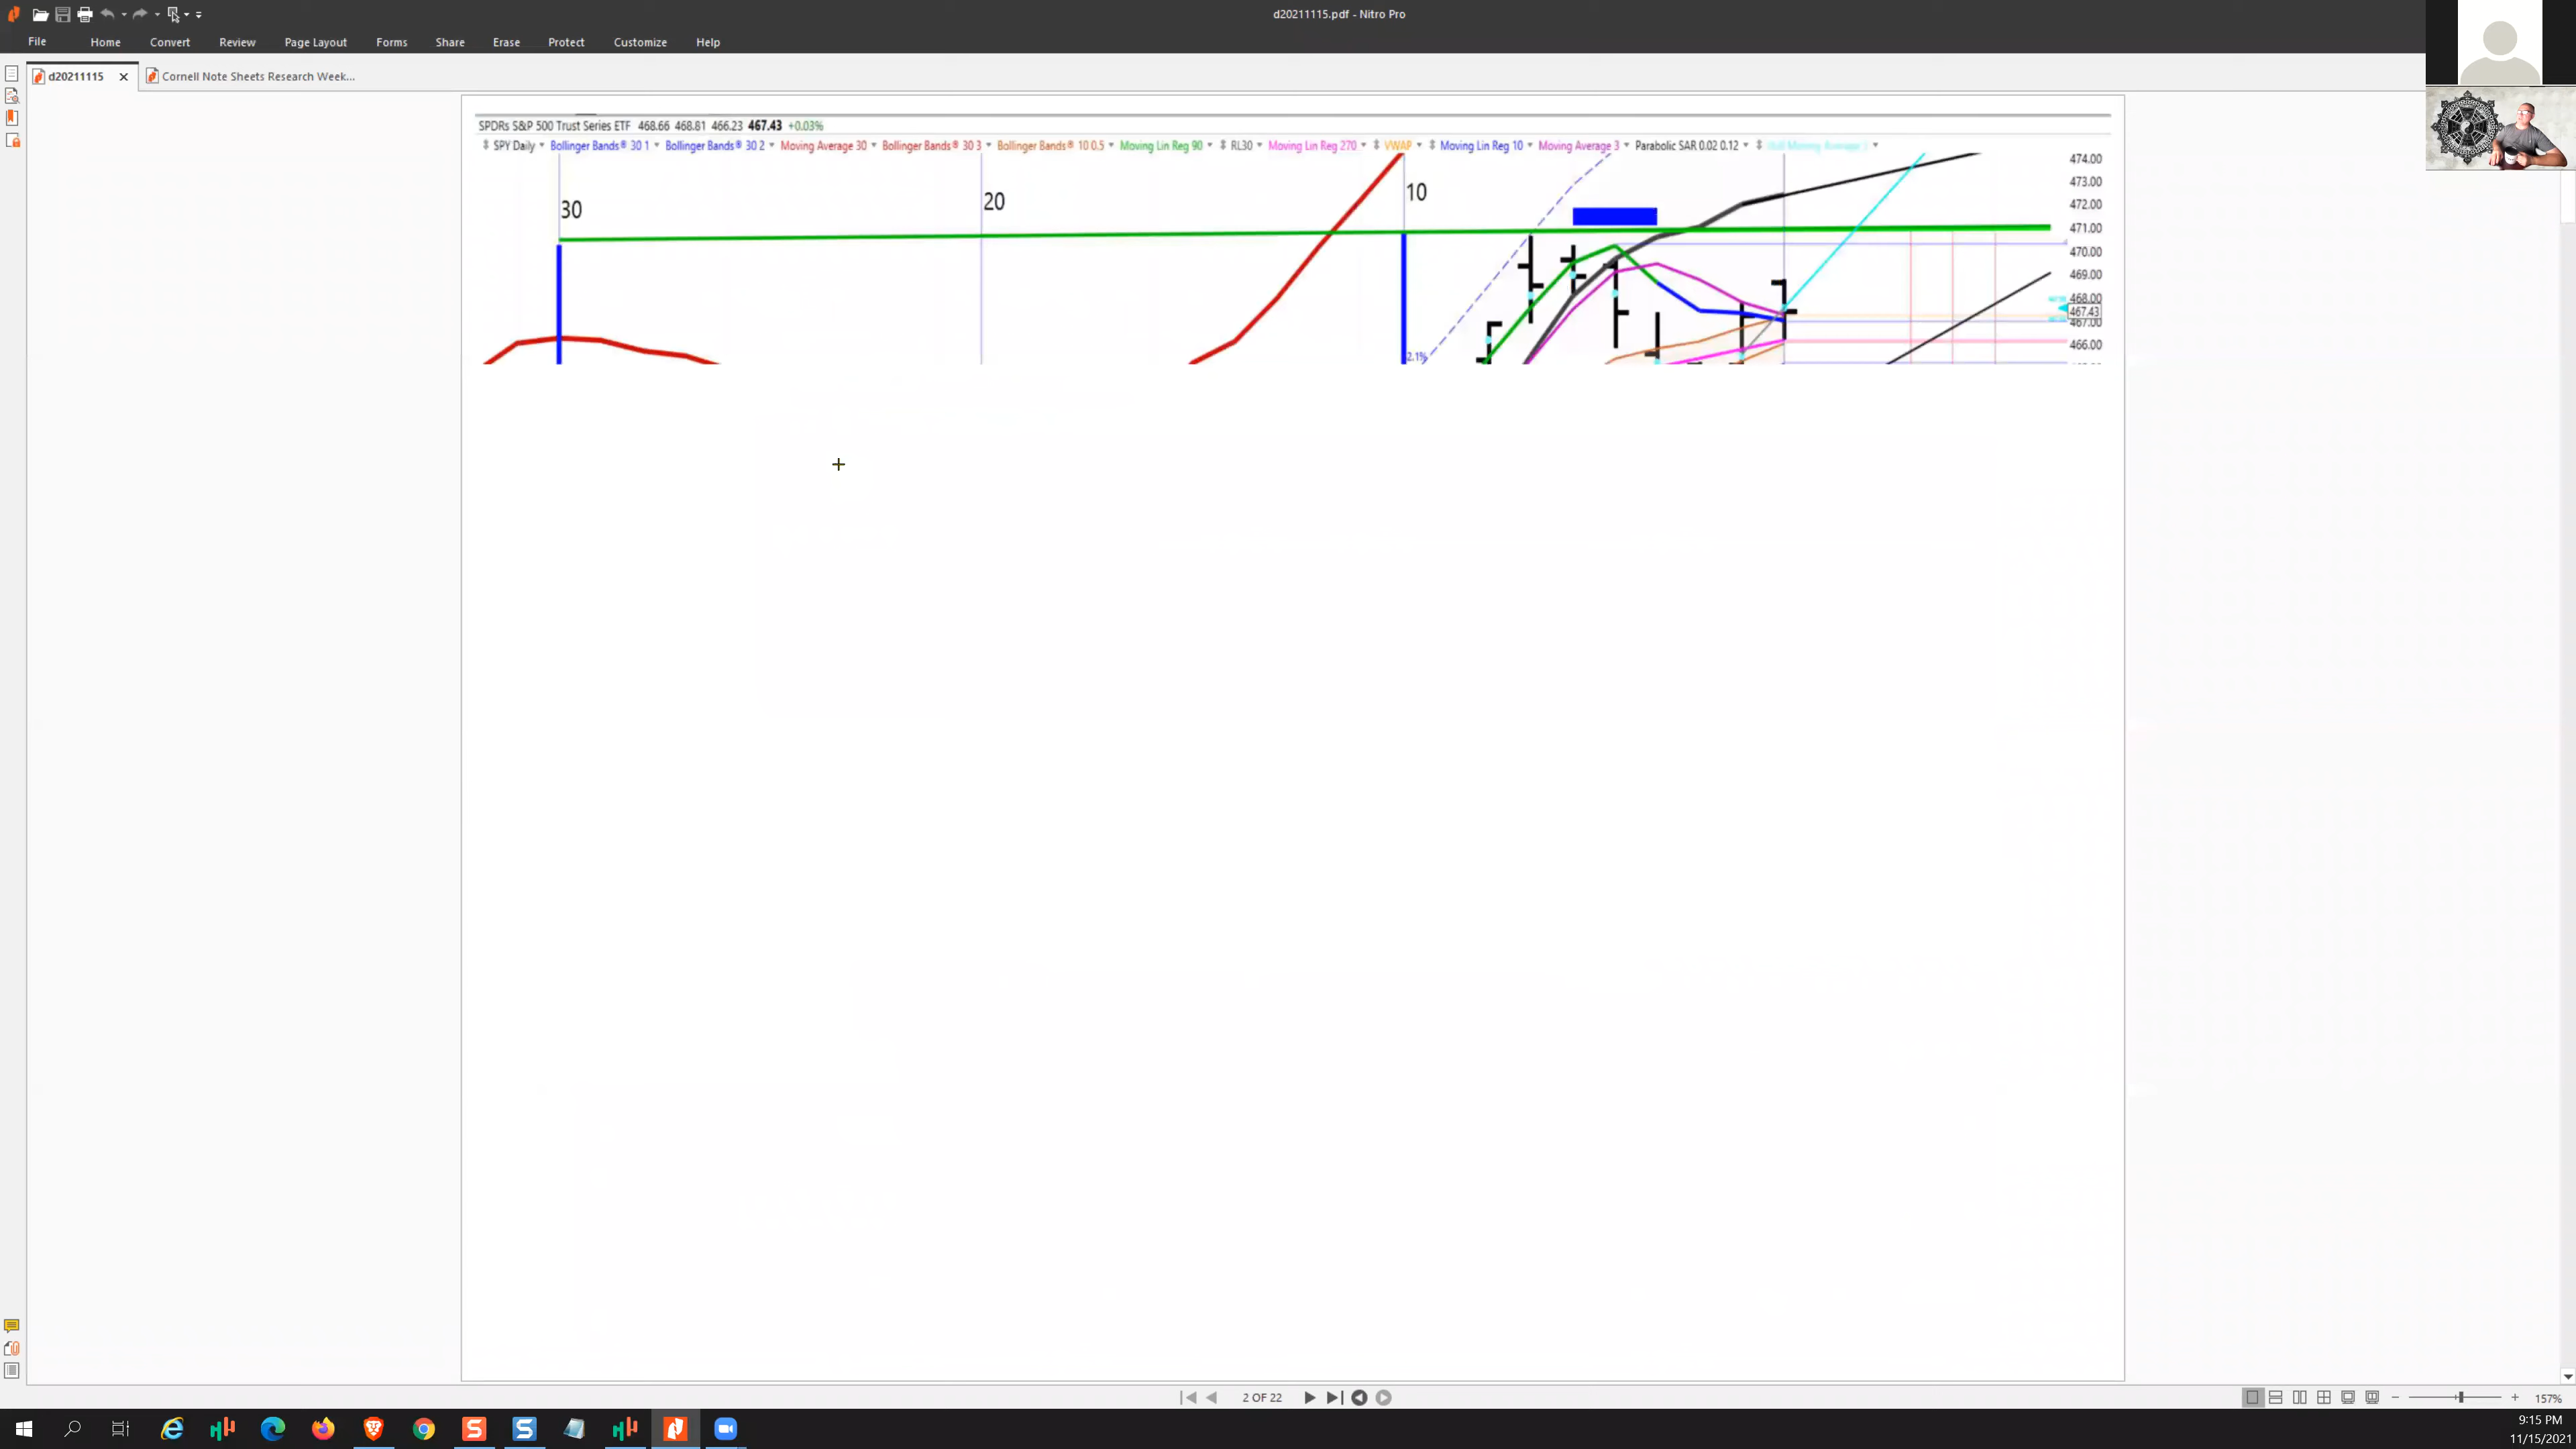 d20211115.pdf - Nitro Pro
File Home Convert Review Page Layout Forms Share Erase Protect Customize Help
d20211115 Cornell Note Sheets Research Week...
SPDRs S&P 500 Trust Series ETF 468.66 468.81 466.23 467.43 +0.03%
SPY Daily Bollinger Bands® 30 1 Bollinger Bands® 30 2 Moving Average 30 Bollinger Bands® 30 3 Bollinger Bands® 10 0.5 Moving Lin Reg 90 RL30 Moving Lin Reg 270 VWAP Moving Lin Reg 10 Moving Average 3 Parabolic SAR 0.02 0.12
474.00
473.00
472.00
471.00
470.00
469.00
468.00
467.43
467.00
466.00
30
20
10
2.1%
2 OF 22
157%
9:15 PM
11/15/2021